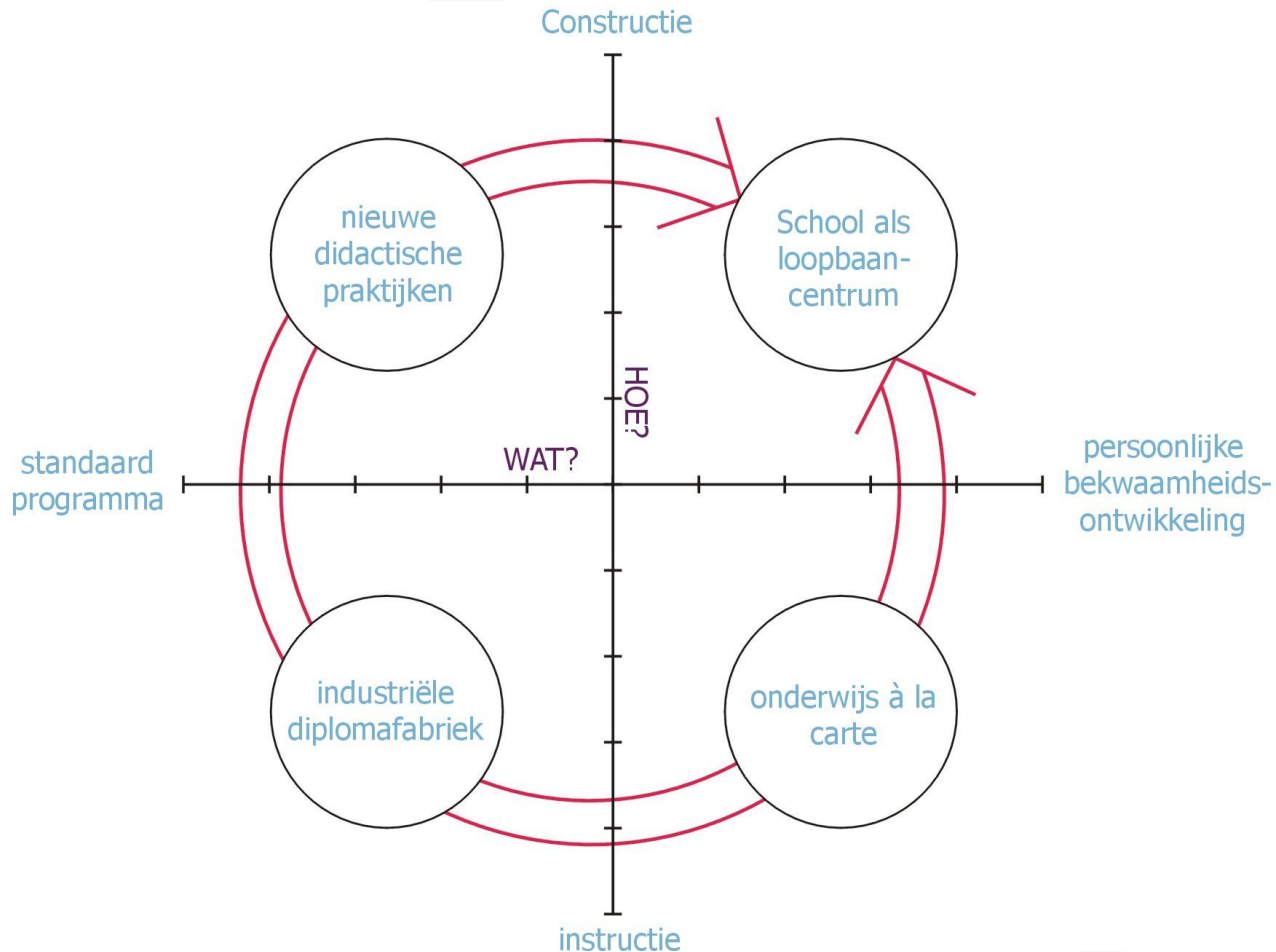 Constructie
nieuwe
didactische
praktijken
School als
loopbaan-
centrum
HOE?
WAT?
standaard
programma
persoonlijke
bekwaamheids-
ontwikkeling
industriële
diplomafabriek
onderwijs à la
carte
instructie